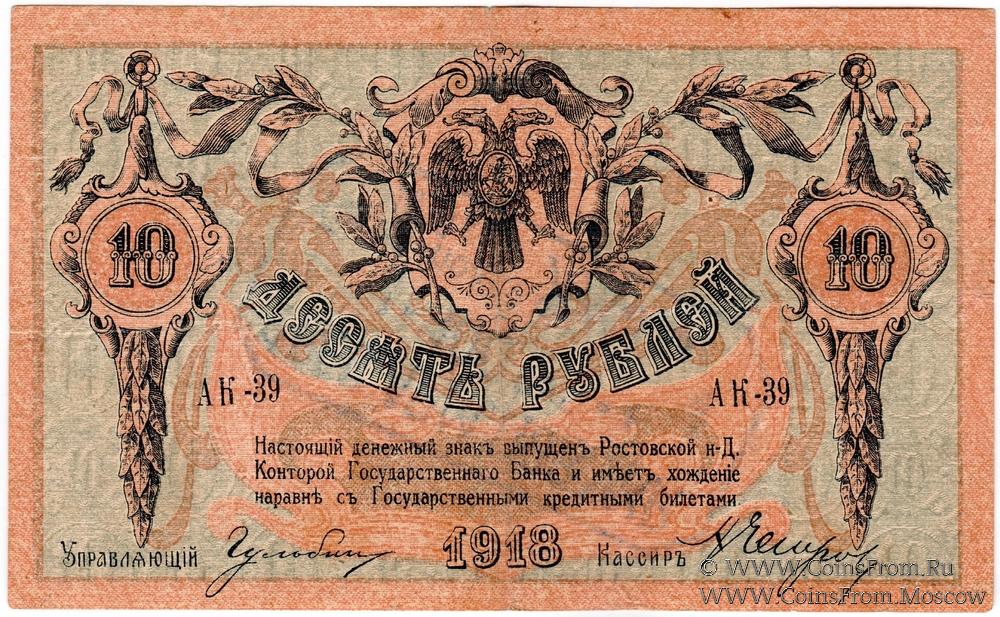 10
10
ДЕСЯТЬ РУБЛЕЙ
АК-39
АК-39
Настоящій денежный знакъ выпущенъ Ростовской н-Д.
Конторой Государственнаго Банка и имѣетъ хожденіе
наравнѣ съ Государственными кредитными билетами.
Управляющій
1918
Кассиръ
© WWW.CoinsFrom.Ru
WWW.CoinsFrom.Moscow